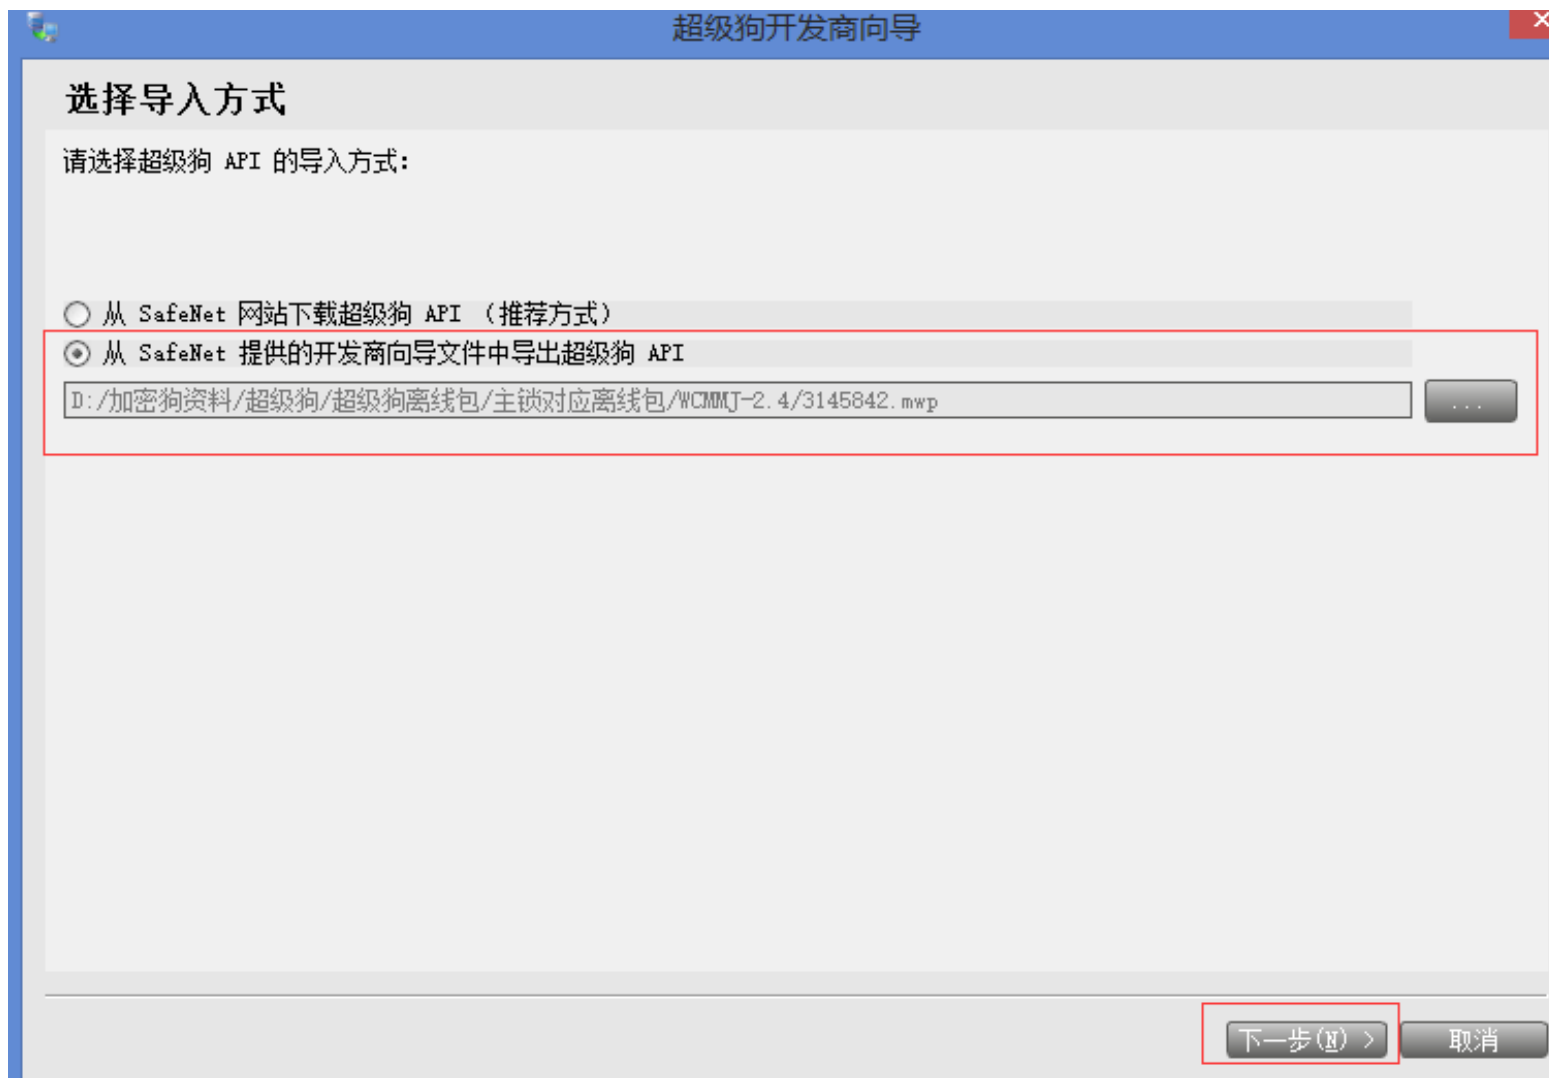 超级狗开发商向导
选择导入方式
请选择超级狗 API 的导入方式：
从 SafeNet 网站下载超级狗 API （推荐方式）
从 SafeNet 提供的开发商向导文件中导出超级狗 API
D:/加密狗资料/超级狗/超级狗离线包/主锁对应离线包/WCMMJ-2.4/3145842.mwp
...
下一步(N) >
取消